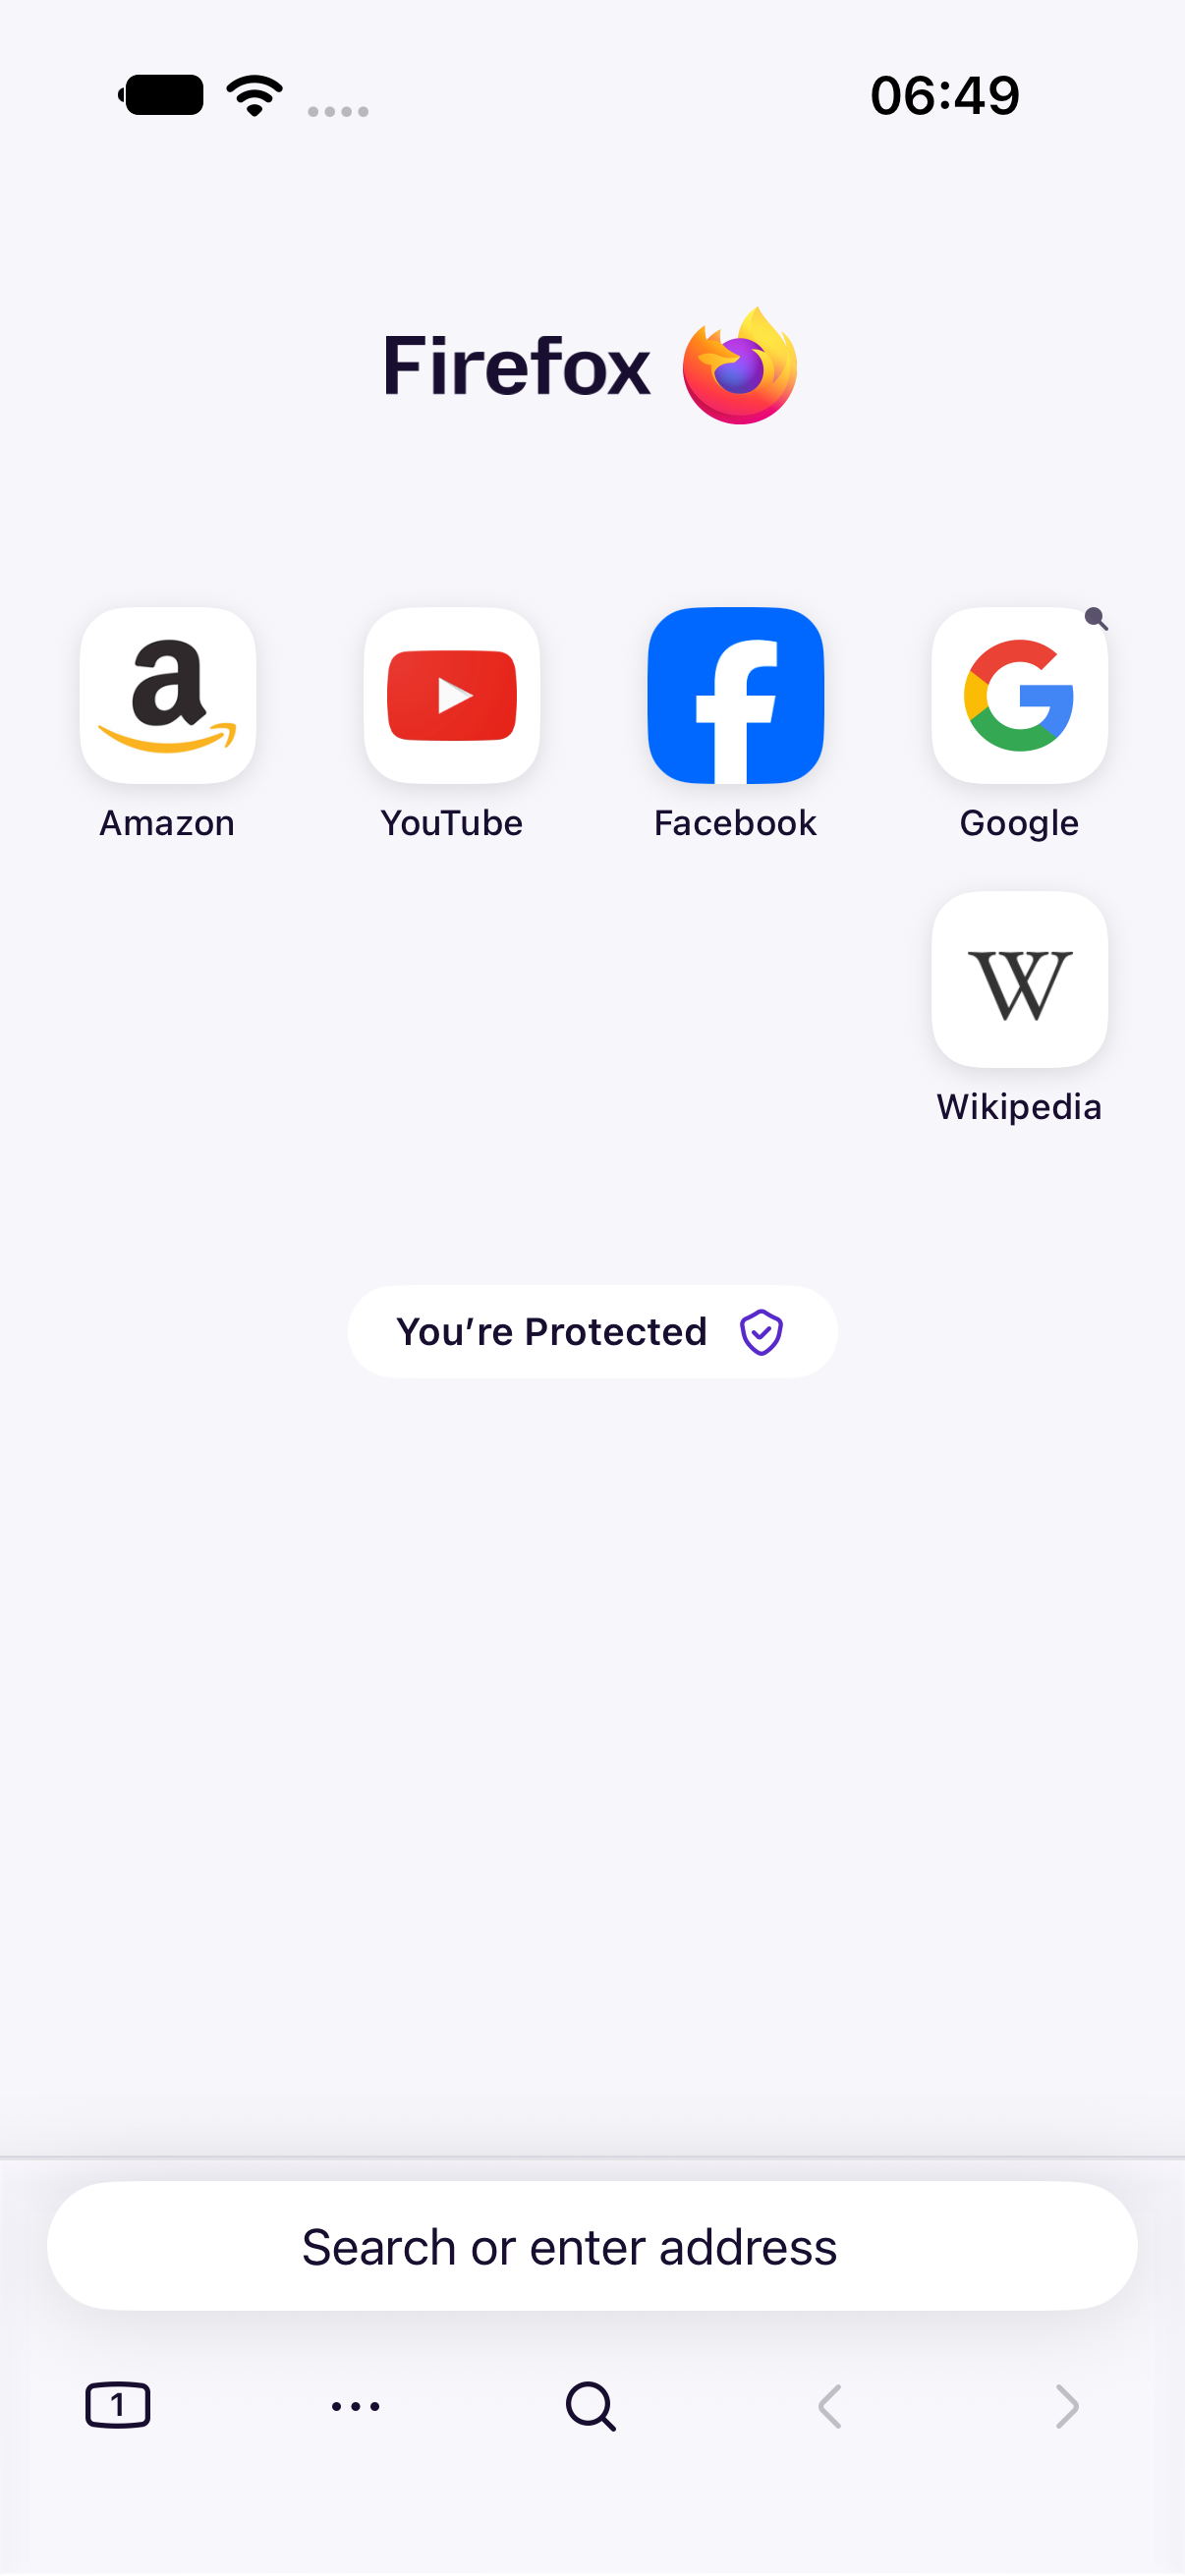 06:49
Firefox
Amazon
YouTube
Facebook
Google
Wikipedia
You’re Protected
Search or enter address
1